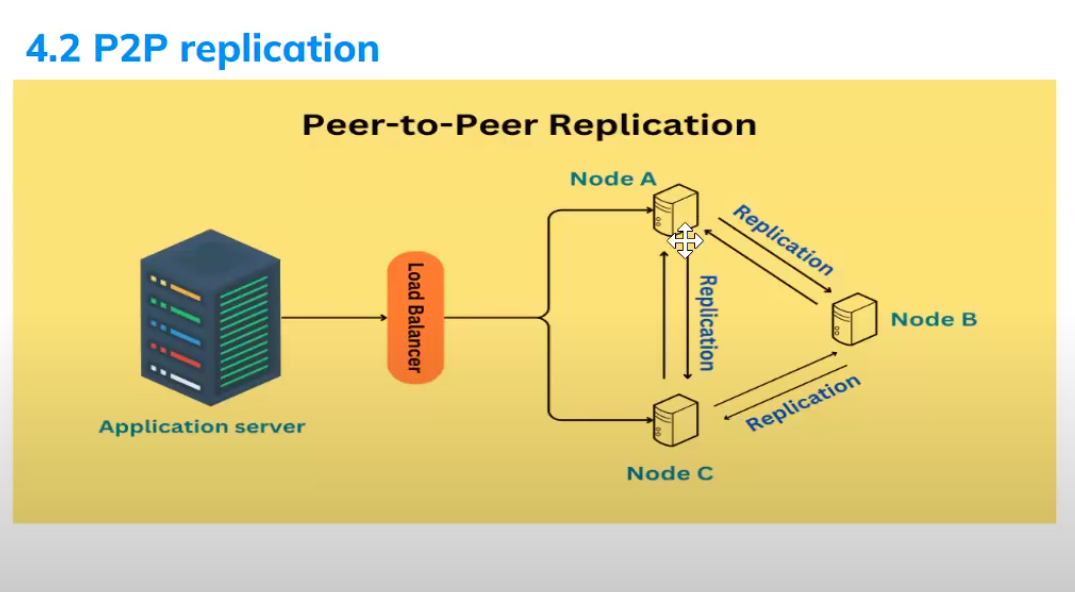 4.2 P2P replication
Peer-to-Peer Replication
Node A
Replication
Load Balancer
Replication
Node B
Application server
Replication
Node C